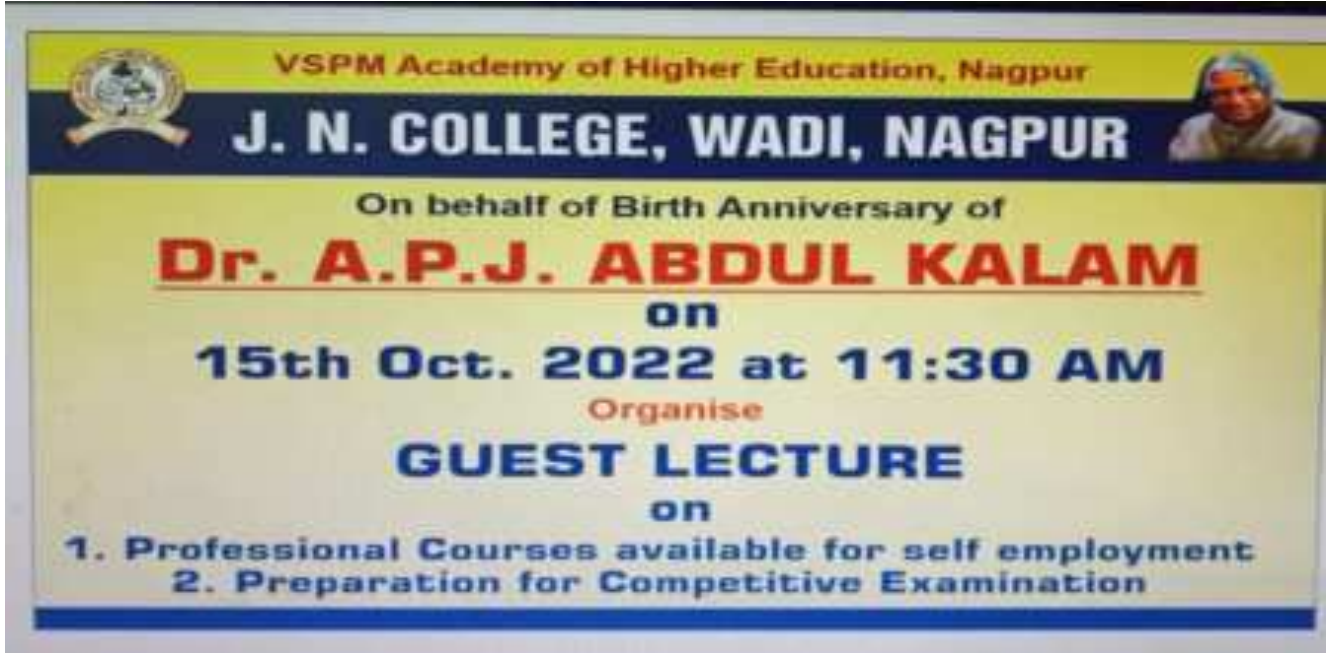 VSPM Academy of Higher Education, Nagpur
J. N. COLLEGE, WADI, NAGPUR
On behalf of Birth Anniversary of
Dr. A.P.J. ABDUL KALAM
on
15th Oct. 2022 at 11:30 AM
Organise
GUEST LECTURE
on
1. Professional Courses available for self employment
2. Preparation for Competitive Examination